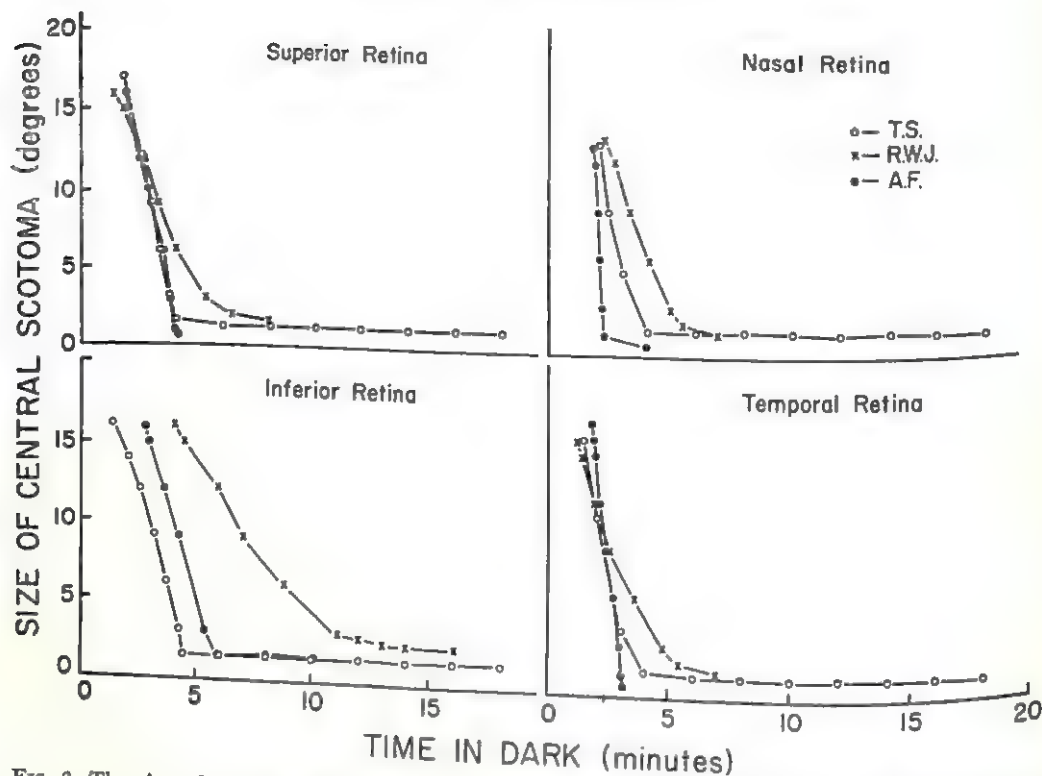 SIZE OF CENTRAL SCOTOMA (degrees)
20
15
10
5
0
Superior Retina
Nasal Retina
o— T.S.
x— R.W.J.
●— A.F.
15
10
5
0
Inferior Retina
Temporal Retina
0 5 10 15 0 5 10 15 20
TIME IN DARK (minutes)